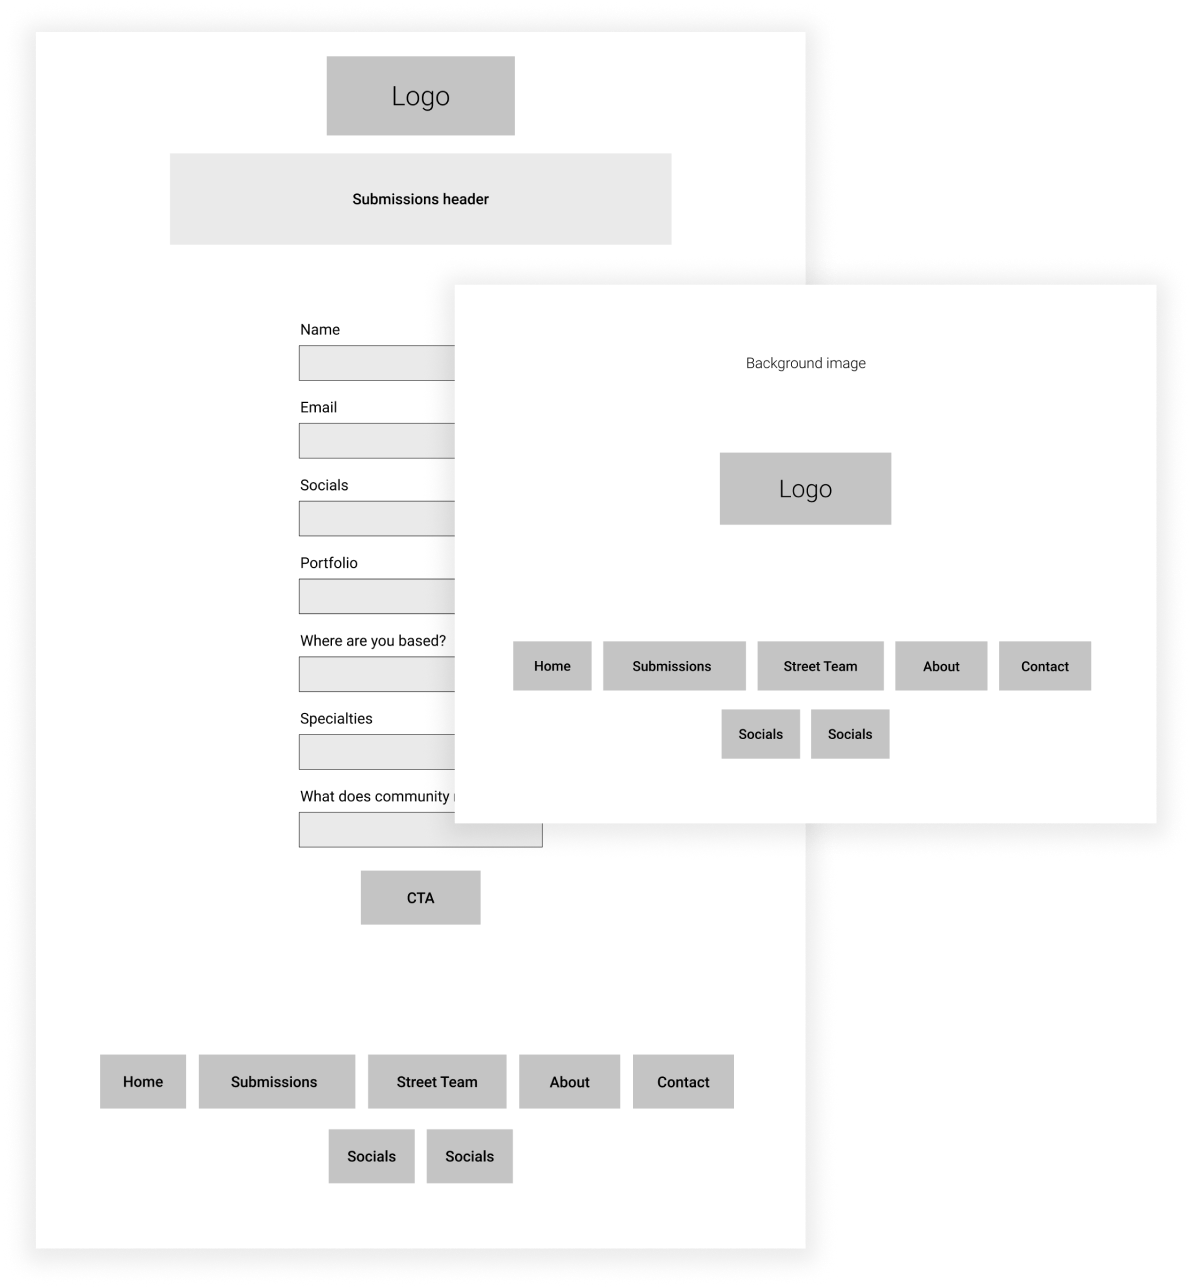 Logo
Submissions header
Name
Email
Socials
Portfolio
Where are you based?
Specialties
What does community
CTA
Home
Submissions
Street Team
About
Contact
Socials
Socials
Background image
Logo
Home
Submissions
Street Team
About
Contact
Socials
Socials